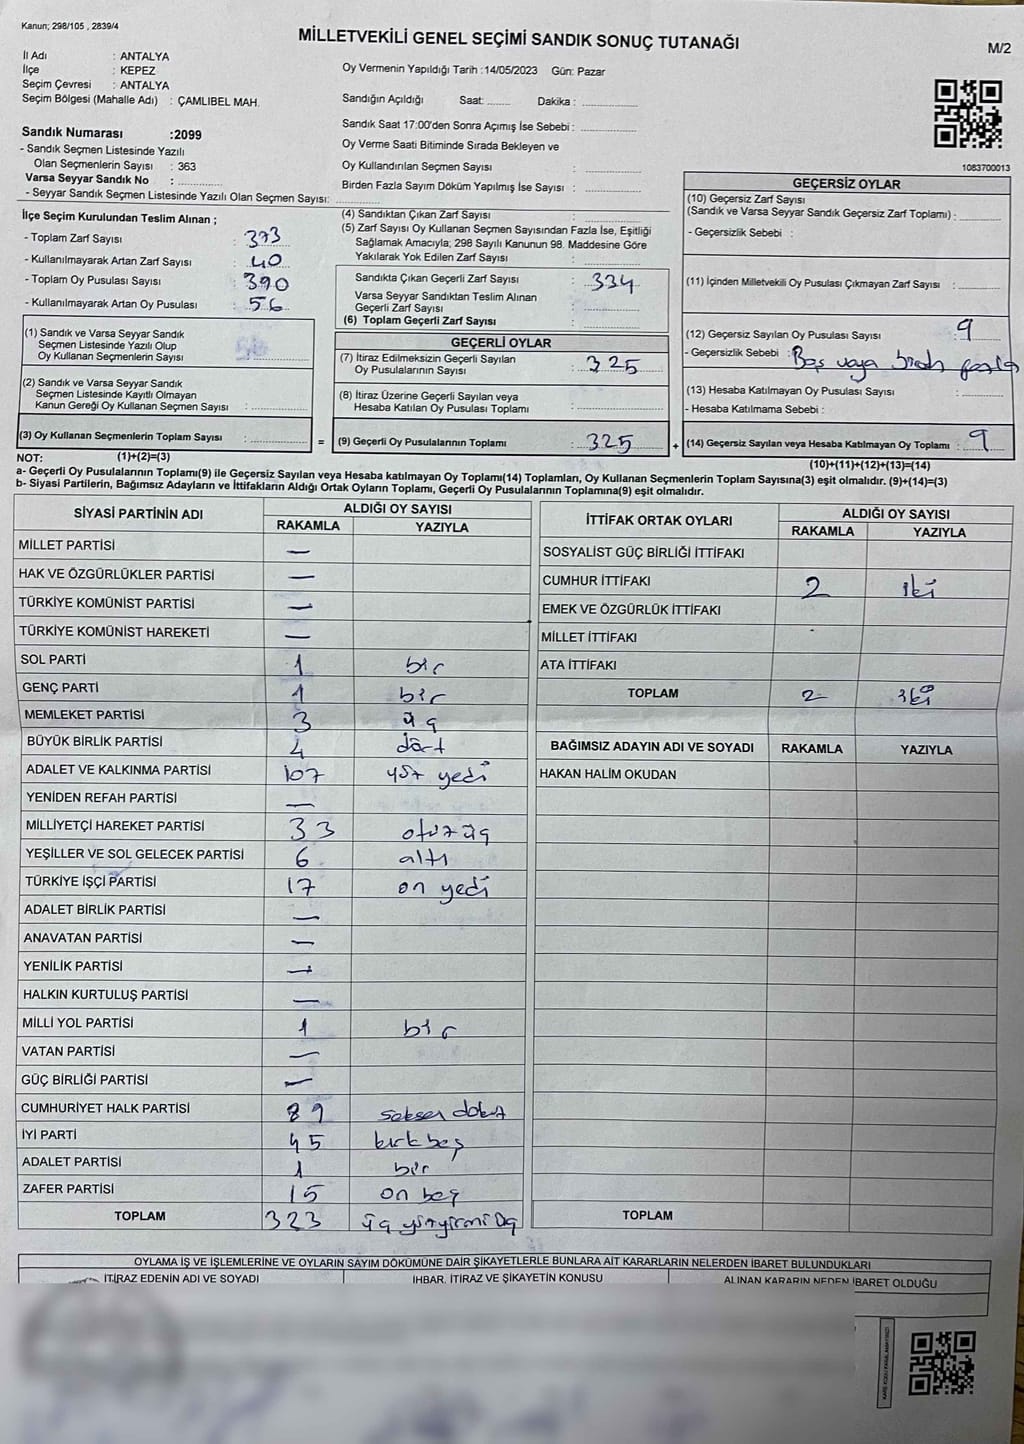 Kanun; 298/105 , 2839/4
MİLLETVEKİLİ GENEL SEÇİMİ SANDIK SONUÇ TUTANAĞI
M/2
İl Adı : ANTALYA
İlçe : KEPEZ
Seçim Çevresi : ANTALYA
Seçim Bölgesi (Mahalle Adı) : ÇAMLIBEL MAH.
Sandık Numarası :2099
- Sandık Seçmen Listesinde Yazılı
Olan Seçmenlerin Sayısı : 363
Varsa Seyyar Sandık No : ..............
- Seyyar Sandık Seçmen Listesinde Yazılı Olan Seçmen Sayısı: ..............
Oy Vermenin Yapıldığı Tarih :14/05/2023 Gün: Pazar
Sandığın Açıldığı Saat: ........ Dakika : ..............
Sandık Saat 17:00'den Sonra Açımış İse Sebebi : ..............
Oy Verme Saati Bitiminde Sırada Bekleyen ve
Oy Kullandırılan Seçmen Sayısı : ..............
Birden Fazla Sayım Döküm Yapılmış İse Sayısı : ..............
1083700013
İlçe Seçim Kurulundan Teslim Alınan ;
- Toplam Zarf Sayısı : 373
- Kullanılmayarak Artan Zarf Sayısı : 40
- Toplam Oy Pusulası Sayısı : 390
- Kullanılmayarak Artan Oy Pusulası : 56
(1) Sandık ve Varsa Seyyar Sandık
Seçmen Listesinde Yazılı Olup
Oy Kullanan Seçmenlerin Sayısı : ..............
(2) Sandık ve Varsa Seyyar Sandık
Seçmen Listesinde Kayıtlı Olmayan
Kanun Gereği Oy Kullanan Seçmen Sayısı : ..............
(3) Oy Kullanan Seçmenlerin Toplam Sayısı : ..............
(4) Sandıktan Çıkan Zarf Sayısı : ..............
(5) Zarf Sayısı Oy Kullanan Seçmen Sayısından Fazla İse, Eşitliği
Sağlamak Amacıyla; 298 Sayılı Kanunun 98. Maddesine Göre
Yakılarak Yok Edilen Zarf Sayısı : ..............
Sandıkta Çıkan Geçerli Zarf Sayısı : 334
Varsa Seyyar Sandıktan Teslim Alınan
Geçerli Zarf Sayısı : ..............
(6) Toplam Geçerli Zarf Sayısı : ..............
GEÇERLİ OYLAR
(7) İtiraz Edilmeksizin Geçerli Sayılan
Oy Pusulalarının Sayısı : 325
(8) İtiraz Üzerine Geçerli Sayılan veya
Hesaba Katılan Oy Pusulası Toplamı : ..............
= (9) Geçerli Oy Pusulalarının Toplamı : 325 +
GEÇERSİZ OYLAR
(10) Geçersiz Zarf Sayısı
(Sandık ve Varsa Seyyar Sandık Geçersiz Zarf Toplamı) : ..............
- Geçersizlik Sebebi :
(11) İçinden Milletvekili Oy Pusulası Çıkmayan Zarf Sayısı : ..............
(12) Geçersiz Sayılan Oy Pusulası Sayısı : 9
- Geçersizlik Sebebi : Boş veya birden fazla
(13) Hesaba Katılmayan Oy Pusulası Sayısı : ..............
- Hesaba Katılmama Sebebi :
(14) Geçersiz Sayılan veya Hesaba Katılmayan Oy Toplamı : 9
NOT: (1)+(2)=(3)
(10)+(11)+(12)+(13)=(14)
a- Geçerli Oy Pusulalarının Toplamı(9) ile Geçersiz Sayılan veya Hesaba katılmayan Oy Toplamı(14) Toplamları, Oy Kullanan Seçmenlerin Toplam Sayısına(3) eşit olmalıdır. (9)+(14)=(3)
b- Siyasi Partilerin, Bağımsız Adayların ve İttifakların Aldığı Ortak Oyların Toplamı, Geçerli Oy Pusulalarının Toplamına(9) eşit olmalıdır.
SİYASİ PARTİNİN ADI ALDIĞI OY SAYISI
RAKAMLA YAZIYLA
MİLLET PARTİSİ —
HAK VE ÖZGÜRLÜKLER PARTİSİ —
TÜRKİYE KOMÜNİST PARTİSİ —
TÜRKİYE KOMÜNİST HAREKETİ —
SOL PARTİ 1 bir
GENÇ PARTİ 1 bir
MEMLEKET PARTİSİ 3 üç
BÜYÜK BİRLİK PARTİSİ 4 dört
ADALET VE KALKINMA PARTİSİ 107 yüz yedi
YENİDEN REFAH PARTİSİ —
MİLLİYETÇİ HAREKET PARTİSİ 33 otuz üç
YEŞİLLER VE SOL GELECEK PARTİSİ 6 altı
TÜRKİYE İŞÇİ PARTİSİ 17 on yedi
ADALET BİRLİK PARTİSİ —
ANAVATAN PARTİSİ —
YENİLİK PARTİSİ —
HALKIN KURTULUŞ PARTİSİ —
MİLLİ YOL PARTİSİ 1 bir
VATAN PARTİSİ —
GÜÇ BİRLİĞİ PARTİSİ —
CUMHURİYET HALK PARTİSİ 89 seksen dokuz
İYİ PARTİ 45 kırk beş
ADALET PARTİSİ 1 bir
ZAFER PARTİSİ 15 on beş
TOPLAM 323 üç yüz yirmi üç
İTTİFAK ORTAK OYLARI ALDIĞI OY SAYISI
RAKAMLA YAZIYLA
SOSYALİST GÜÇ BİRLİĞİ İTTİFAKI
CUMHUR İTTİFAKI 2 iki
EMEK VE ÖZGÜRLÜK İTTİFAKI
MİLLET İTTİFAKI
ATA İTTİFAKI
TOPLAM 2 iki
BAĞIMSIZ ADAYIN ADI VE SOYADI RAKAMLA YAZIYLA
HAKAN HALİM OKUDAN
TOPLAM
OYLAMA İŞ VE İŞLEMLERİNE VE OYLARIN SAYIM DÖKÜMÜNE DAİR ŞİKAYETLERLE BUNLARA AİT KARARLARIN NELERDEN İBARET BULUNDUKLARI
İTİRAZ EDENİN ADI VE SOYADI İHBAR, İTİRAZ VE ŞİKAYETİN KONUSU ALINAN KARARIN NEDEN İBARET OLDUĞU